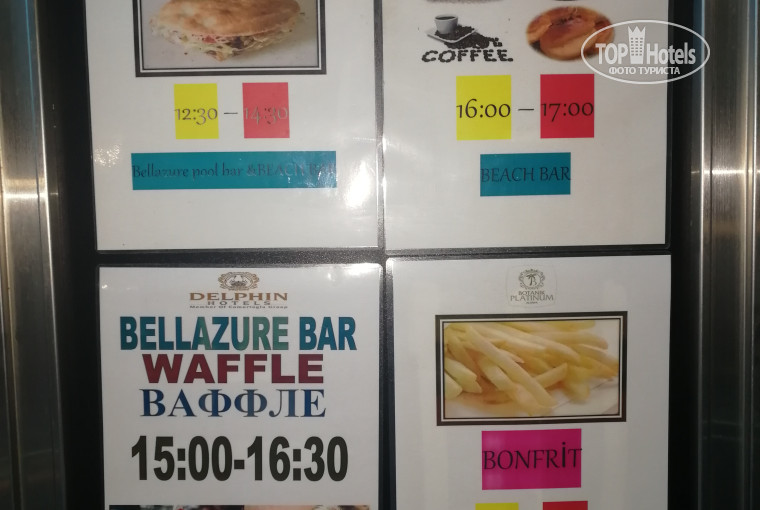 12:30 – 14:30
Bellazure pool bar &BEACH BAR
COFFEE
16:00 – 17:00
BEACH BAR
TOP Hotels
ФОТО ТУРИСТА
DELPHIN
HOTELS
BELLAZURE BAR
WAFFLE
ВАФФЛЕ
15:00-16:30
BOTANIK
PLATINUM
BONFRİT